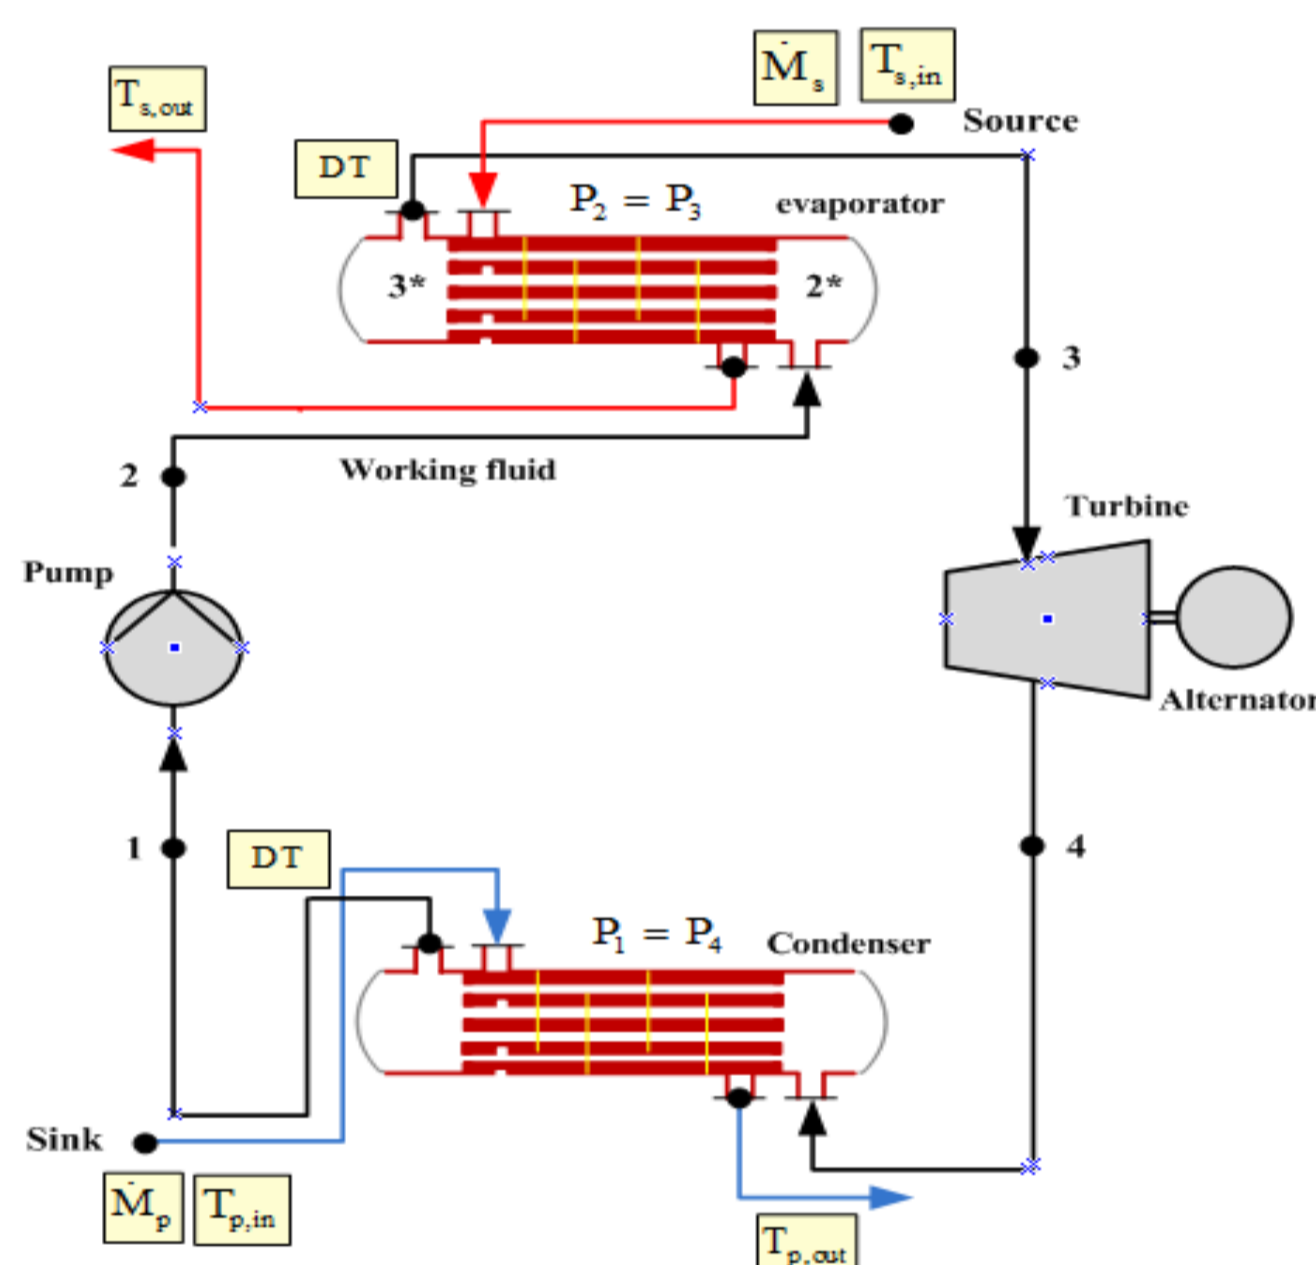 Ṁs
Ts,in
Ts,out
Source
DT
P2 = P3
evaporator
3*
2*
3
2
Working fluid
Turbine
Pump
Alternator
1
DT
4
P1 = P4
Condenser
Sink
Ṁp
Tp,in
Tp,out